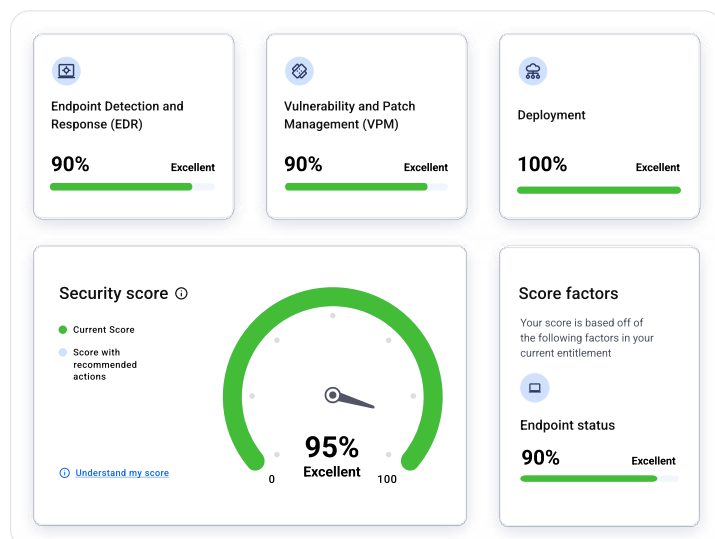 Endpoint Detection and
Response (EDR)
90%
Excellent
Vulnerability and Patch
Management (VPM)
90%
Excellent
Deployment
100%
Excellent
Security score
Current Score
Score with
recommended
actions
Understand my score
95%
Excellent
0
100
Score factors
Your score is based off of
the following factors in your
current entitlement
Endpoint status
90%
Excellent